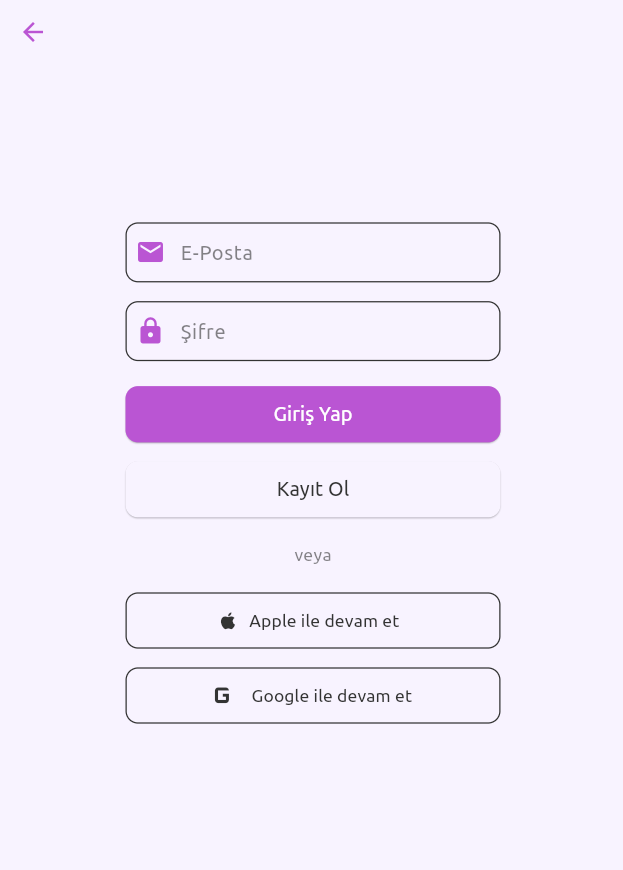 E-Posta
Şifre
Giriş Yap
Kayıt Ol
veya
Apple ile devam et
Google ile devam et